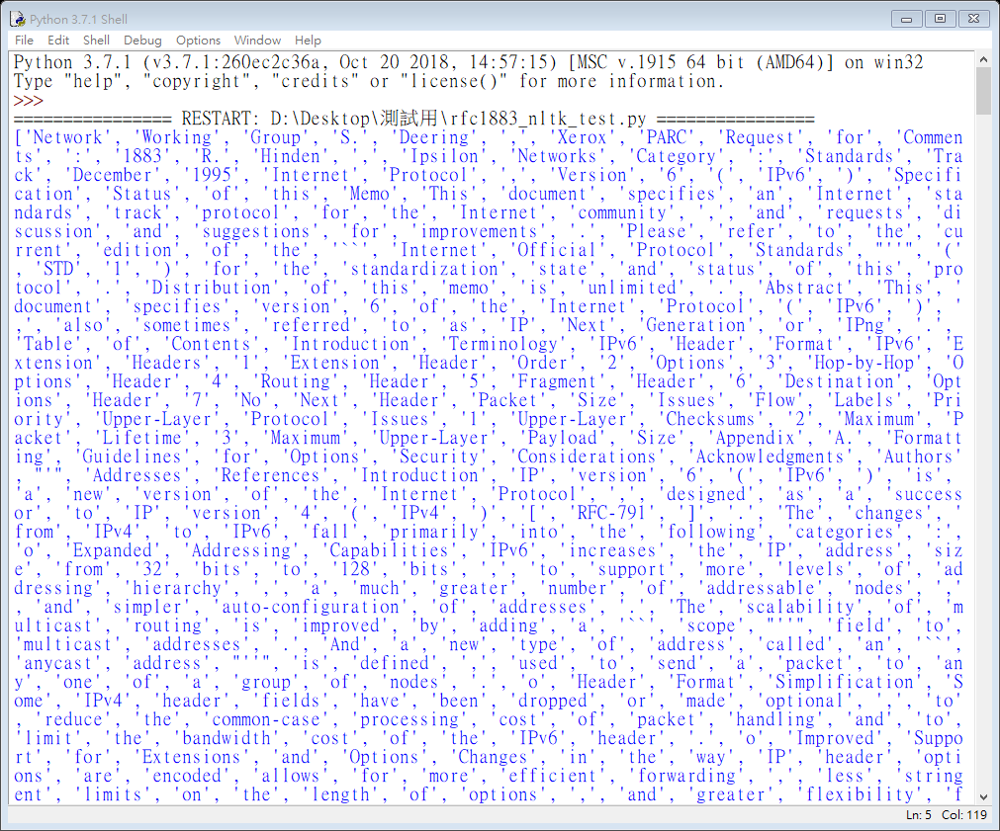 Python 3.7.1 Shell
File Edit Shell Debug Options Window Help
Python 3.7.1 (v3.7.1:260ec2c36a, Oct 20 2018, 14:57:15) [MSC v.1915 64 bit (AMD64)] on win32
Type "help", "copyright", "credits" or "license()" for more information.
>>>
================ RESTART: D:\Desktop\測試用\rfc1883_nltk_test.py ================
['Network', 'Working', 'Group', 'S.', 'Deering', ',', 'Xerox', 'PARC', 'Request', 'for', 'Commen
ts', ':', '1883', 'R.', 'Hinden', ',', 'Ipsilon', 'Networks', 'Category', ':', 'Standards', 'Tra
ck', 'December', '1995', 'Internet', 'Protocol', ',', 'Version', '6', '(', 'IPv6', ')', 'Specifi
cation', 'Status', 'of', 'this', 'Memo', 'This', 'document', 'specifies', 'an', 'Internet', 'sta
ndards', 'track', 'protocol', 'for', 'the', 'Internet', 'community', ',', 'and', 'requests', 'di
scussion', 'and', 'suggestions', 'for', 'improvements', '.', 'Please', 'refer', 'to', 'the', 'cu
rrent', 'edition', 'of', 'the', '``', 'Internet', 'Official', 'Protocol', 'Standards', "''", '('
, 'STD', '1', ')', 'for', 'the', 'standardization', 'state', 'and', 'status', 'of', 'this', 'pro
tocol', '.', 'Distribution', 'of', 'this', 'memo', 'is', 'unlimited', '.', 'Abstract', 'This', '
document', 'specifies', 'version', '6', 'of', 'the', 'Internet', 'Protocol', '(', 'IPv6', ')', '
,', 'also', 'sometimes', 'referred', 'to', 'as', 'IP', 'Next', 'Generation', 'or', 'IPng', '.',
'Table', 'of', 'Contents', 'Introduction', 'Terminology', 'IPv6', 'Header', 'Format', 'IPv6', 'E
xtension', 'Headers', '1', 'Extension', 'Header', 'Order', '2', 'Options', '3', 'Hop-by-Hop', 'O
ptions', 'Header', '4', 'Routing', 'Header', '5', 'Fragment', 'Header', '6', 'Destination', 'Opt
ions', 'Header', '7', 'No', 'Next', 'Header', 'Packet', 'Size', 'Issues', 'Flow', 'Labels', 'Pri
ority', 'Upper-Layer', 'Protocol', 'Issues', '1', 'Upper-Layer', 'Checksums', '2', 'Maximum', 'P
acket', 'Lifetime', '3', 'Maximum', 'Upper-Layer', 'Payload', 'Size', 'Appendix', 'A.', 'Formatt
ing', 'Guidelines', 'for', 'Options', 'Security', 'Considerations', 'Acknowledgments', 'Authors'
, "'", 'Addresses', 'References', 'Introduction', 'IP', 'version', '6', '(', 'IPv6', ')', 'is',
'a', 'new', 'version', 'of', 'the', 'Internet', 'Protocol', ',', 'designed', 'as', 'a', 'success
or', 'to', 'IP', 'version', '4', '(', 'IPv4', ')', '[', 'RFC-791', ']', '.', 'The', 'changes', '
from', 'IPv4', 'to', 'IPv6', 'fall', 'primarily', 'into', 'the', 'following', 'categories', ':',
'o', 'Expanded', 'Addressing', 'Capabilities', 'IPv6', 'increases', 'the', 'IP', 'address', 'siz
e', 'from', '32', 'bits', 'to', '128', 'bits', ',', 'to', 'support', 'more', 'levels', 'of', 'ad
dressing', 'hierarchy', ',', 'a', 'much', 'greater', 'number', 'of', 'addressable', 'nodes', ','
, 'and', 'simpler', 'auto-configuration', 'of', 'addresses', '.', 'The', 'scalability', 'of', 'm
ulticast', 'routing', 'is', 'improved', 'by', 'adding', 'a', '``', 'scope', "''", 'field', 'to',
'multicast', 'addresses', '.', 'And', 'a', 'new', 'type', 'of', 'address', 'called', 'an', '``',
'anycast', 'address', "''", 'is', 'defined', ',', 'used', 'to', 'send', 'a', 'packet', 'to', 'an
y', 'one', 'of', 'a', 'group', 'of', 'nodes', '.', 'o', 'Header', 'Format', 'Simplification', 'S
ome', 'IPv4', 'header', 'fields', 'have', 'been', 'dropped', 'or', 'made', 'optional', ',', 'to'
, 'reduce', 'the', 'common-case', 'processing', 'cost', 'of', 'packet', 'handling', 'and', 'to',
'limit', 'the', 'bandwidth', 'cost', 'of', 'the', 'IPv6', 'header', '.', 'o', 'Improved', 'Suppo
rt', 'for', 'Extensions', 'and', 'Options', 'Changes', 'in', 'the', 'way', 'IP', 'header', 'opti
ons', 'are', 'encoded', 'allows', 'for', 'more', 'efficient', 'forwarding', ',', 'less', 'string
ent', 'limits', 'on', 'the', 'length', 'of', 'options', ',', 'and', 'greater', 'flexibility', 'f
Ln: 5 Col: 119